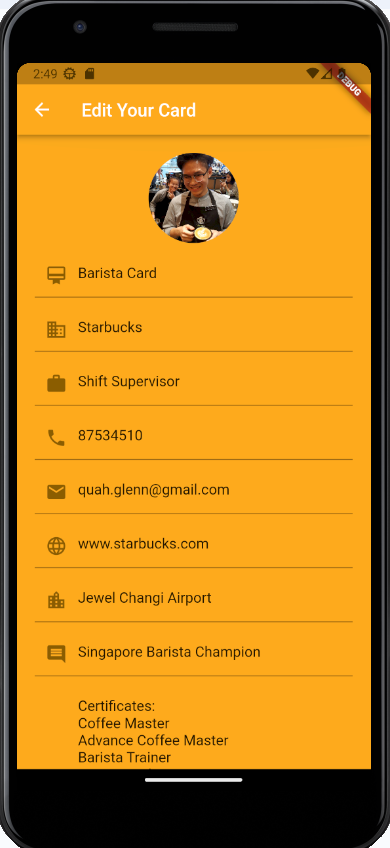 2:49
DEBUG
Edit Your Card
Barista Card
Starbucks
Shift Supervisor
87534510
quah.glenn@gmail.com
www.starbucks.com
Jewel Changi Airport
Singapore Barista Champion
Certificates:
Coffee Master
Advance Coffee Master
Barista Trainer